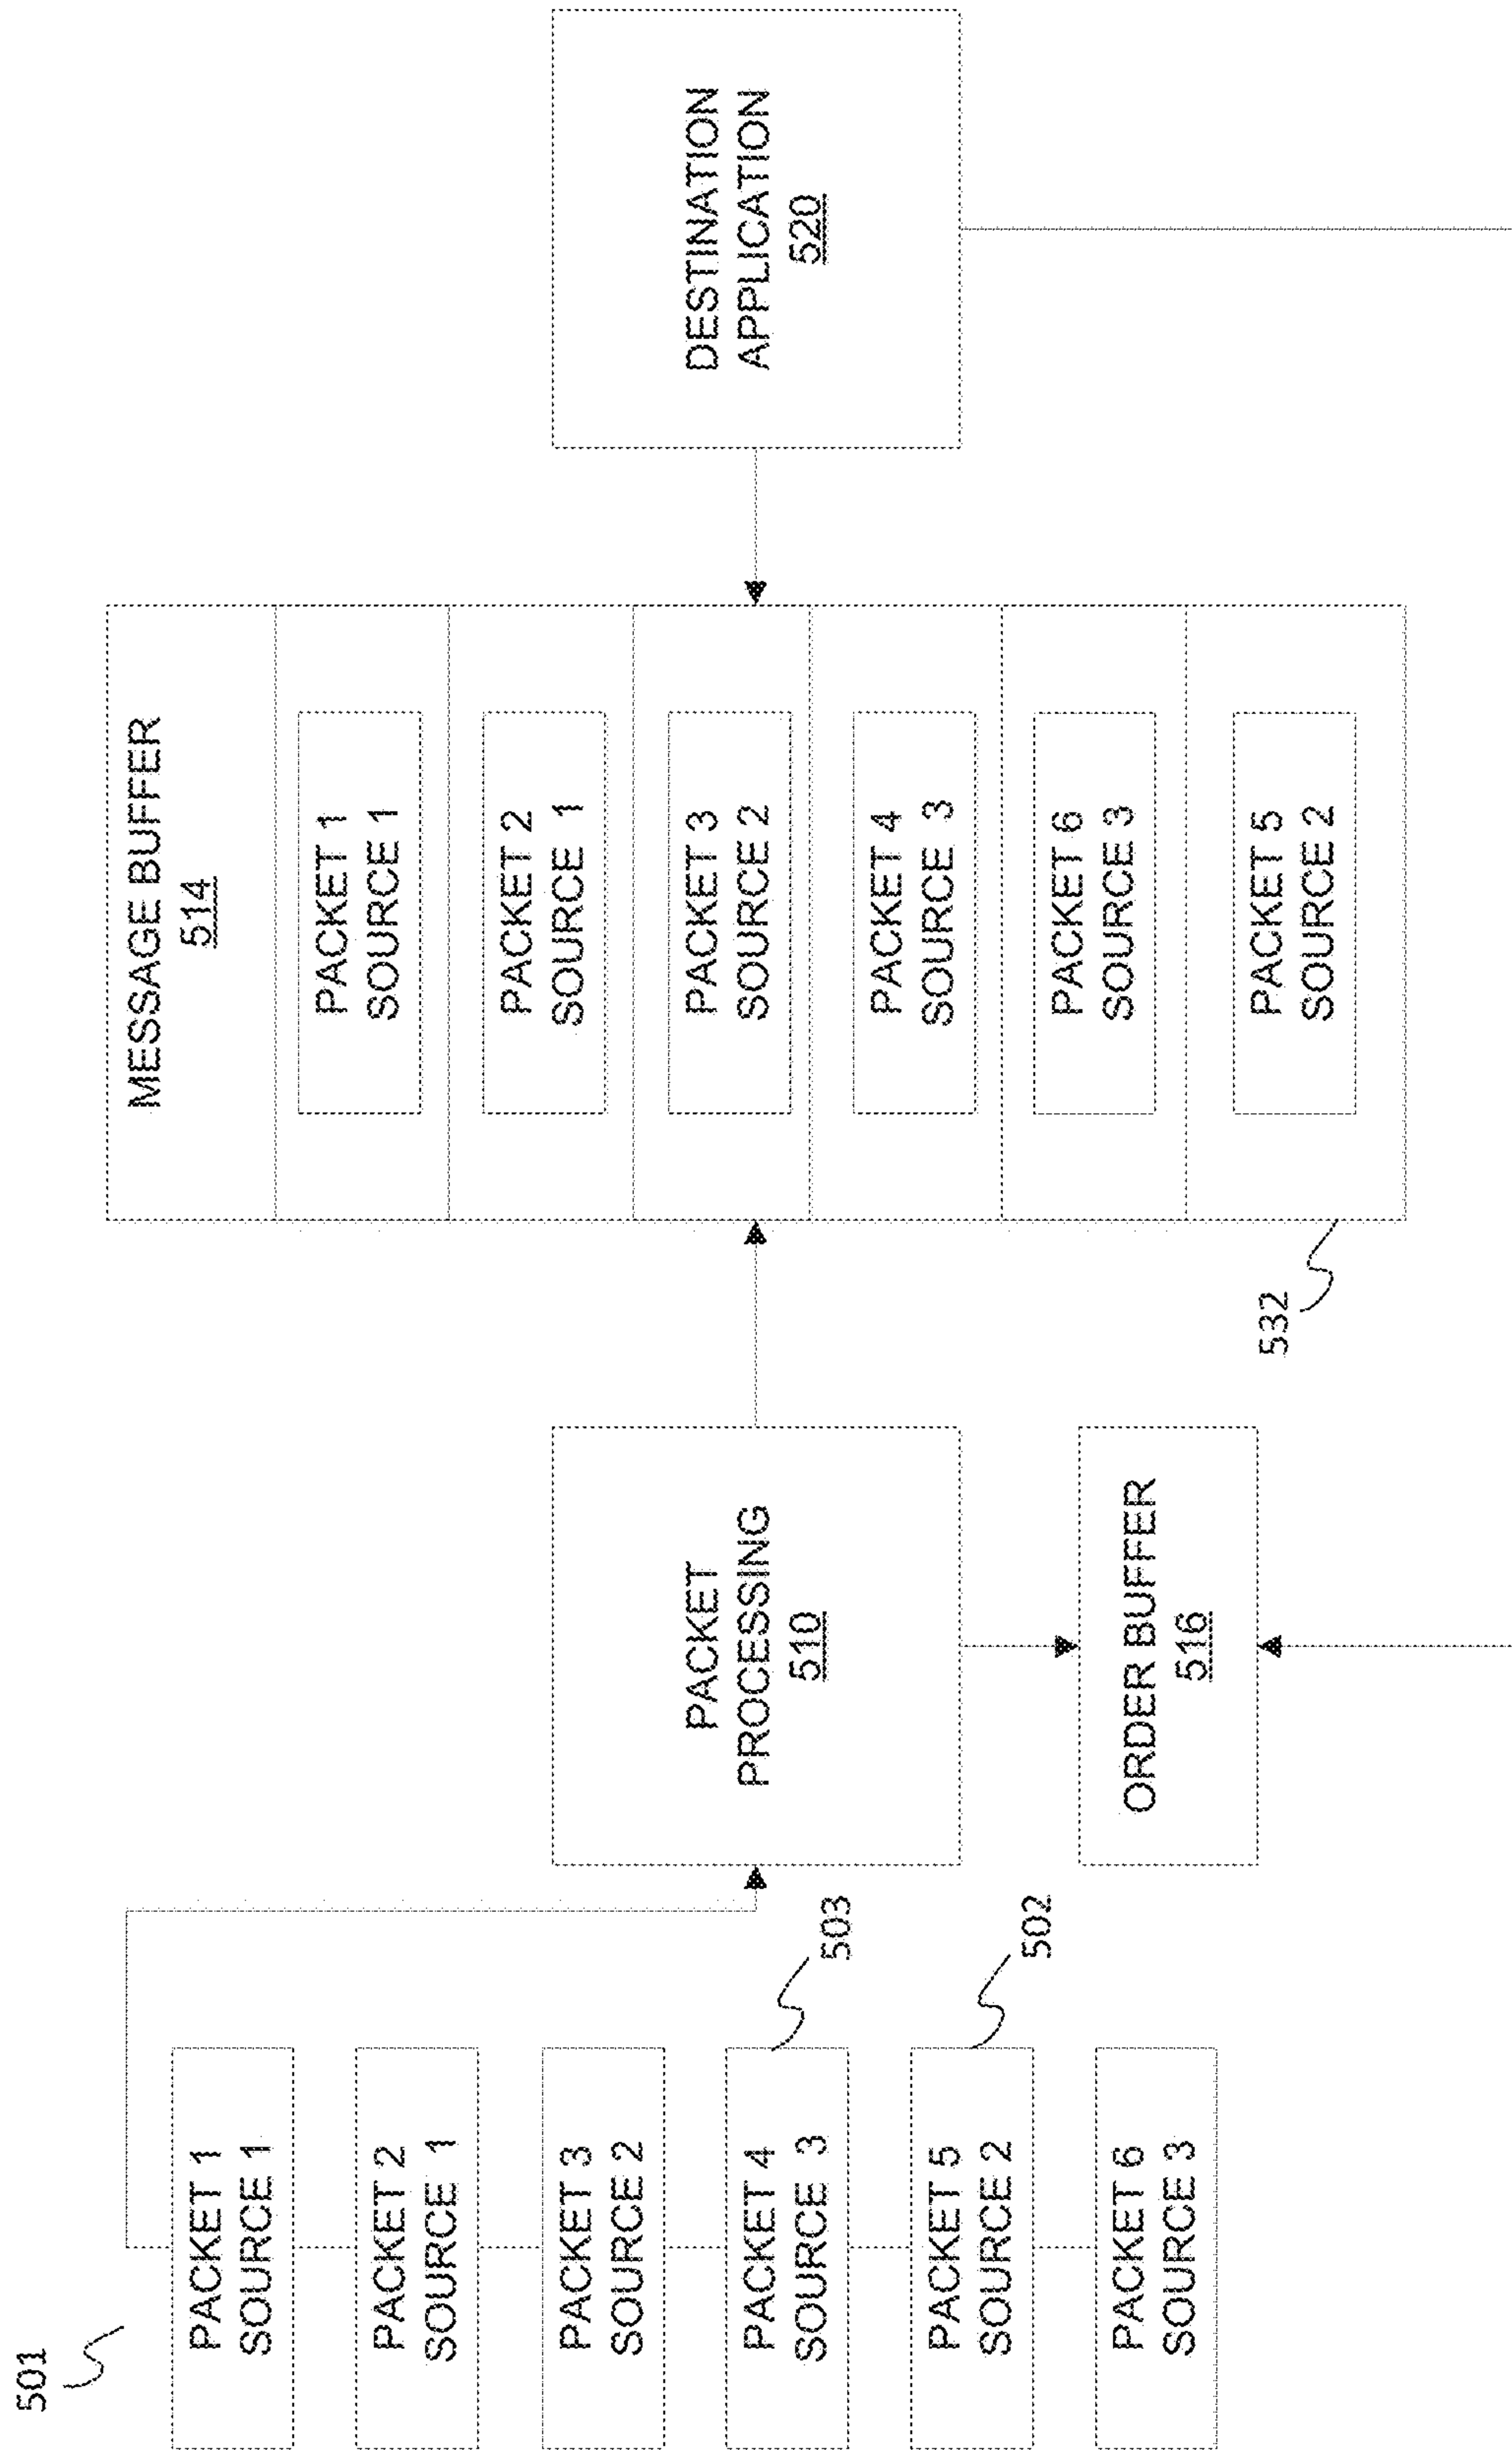 501
PACKET 1
SOURCE 1
PACKET 2
SOURCE 1
PACKET 3
SOURCE 2
PACKET 4
SOURCE 3
503
PACKET 5
SOURCE 2
502
PACKET 6
SOURCE 3
PACKET
PROCESSING
510
ORDER BUFFER
516
MESSAGE BUFFER
514
PACKET 1
SOURCE 1
PACKET 2
SOURCE 1
PACKET 3
SOURCE 2
PACKET 4
SOURCE 3
PACKET 6
SOURCE 3
PACKET 5
SOURCE 2
532
DESTINATION
APPLICATION
520